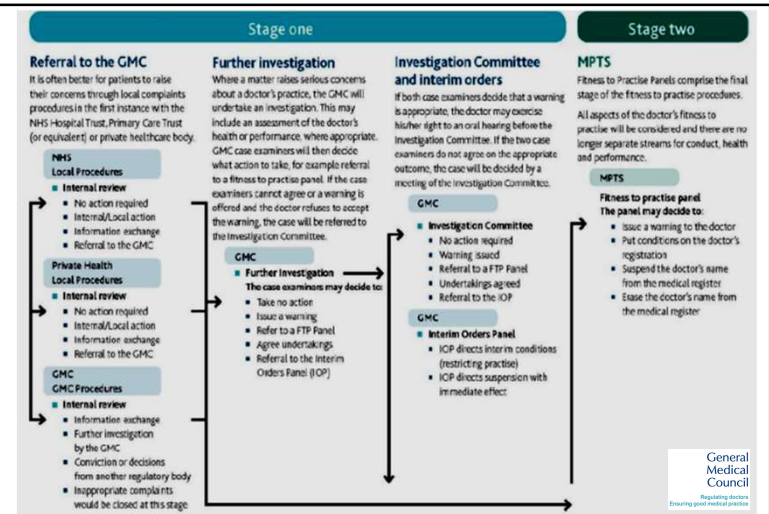 Stage one
Stage two
Referral to the GMC
It is often better for patients to raise
their concerns through local complaints
procedures in the first instance with the
NHS Hospital Trust, Primary Care Trust
(or equivalent) or private healthcare body.
NHS
Local Procedures
Internal review
No action required
Internal/Local action
Information exchange
Referral to the GMC
Private Health
Local Procedures
Internal review
No action required
Internal/Local action
Information exchange
Referral to the GMC
GMC
GMC Procedures
Internal review
Information exchange
Further investigation
by the GMC
Conviction or decisions
from another regulatory body
Inappropriate complaints
would be closed at this stage
Further investigation
Where a matter raises serious concerns
about a doctor's practice, the GMC will
undertake an investigation. This may
include an assessment of the doctor's
health or performance, where appropriate.
GMC case examiners will then decide
what action to take, for example referral
to a fitness to practise panel. If the case
examiners cannot agree or a warning is
offered and the doctor refuses to accept
the warning, the case will be referred to
the Investigation Committee.
GMC
Further Investigation
The case examiners may decide to:
Take no action
Issue a warning
Refer to a FTP Panel
Agree undertakings
Referral to the Interim
Orders Panel (IOP)
Investigation Committee
and interim orders
If both case examiners decide that a warning
is appropriate, the doctor may exercise
his/her right to an oral hearing before the
Investigation Committee. If the two case
examiners do not agree on the appropriate
outcome, the case will be decided by a
meeting of the Investigation Committee.
GMC
Investigation Committee
No action required
Warning issued
Referral to a FTP Panel
Undertakings agreed
Referral to the IOP
GMC
Interim Orders Panel
IOP directs interim conditions
(restricting practise)
IOP directs suspension with
immediate effect
MPTS
Fitness to Practise Panels comprise the final
stage of the fitness to practise procedures.
All aspects of the doctor's fitness to
practise will be considered and there are no
longer separate streams for conduct, health
and performance.
MPTS
Fitness to practise panel
The panel may decide to:
Issue a warning to the doctor
Put conditions on the doctor's
registration
Suspend the doctor's name
from the medical register
Erase the doctor's name from
the medical register
General
Medical
Council
Regulating doctors
Ensuring good medical practice